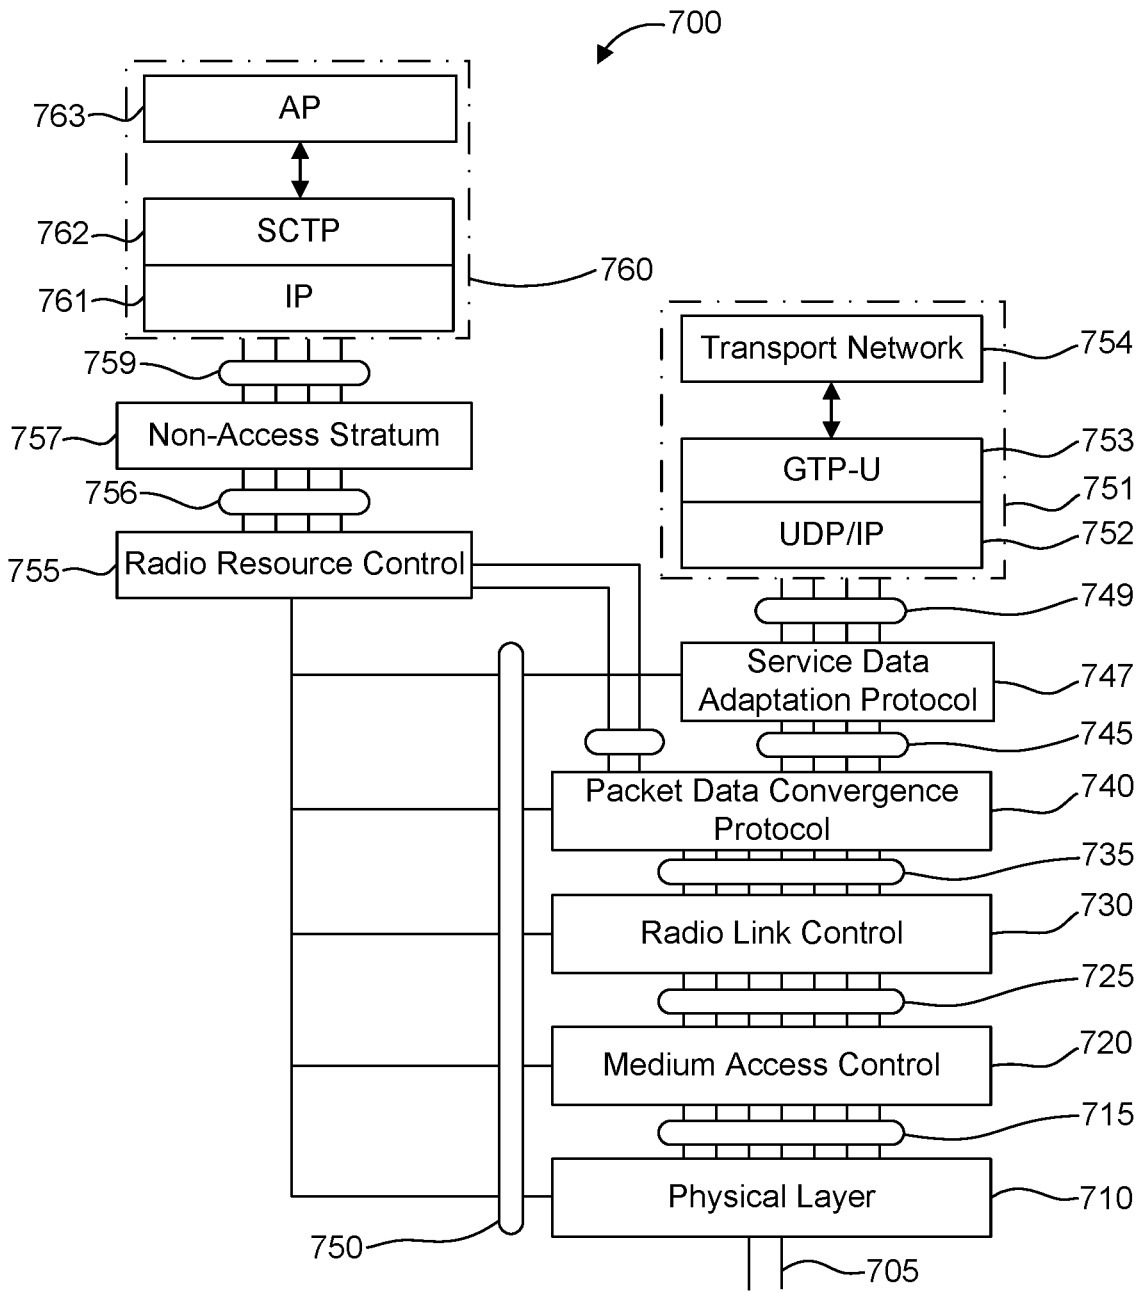 700
763
AP
762
SCTP
761
IP
760
759
757
Non-Access Stratum
756
755
Radio Resource Control
Transport Network
754
GTP-U
753
751
UDP/IP
752
749
Service Data
Adaptation Protocol
747
745
Packet Data Convergence
Protocol
740
735
Radio Link Control
730
725
Medium Access Control
720
715
Physical Layer
710
750
705